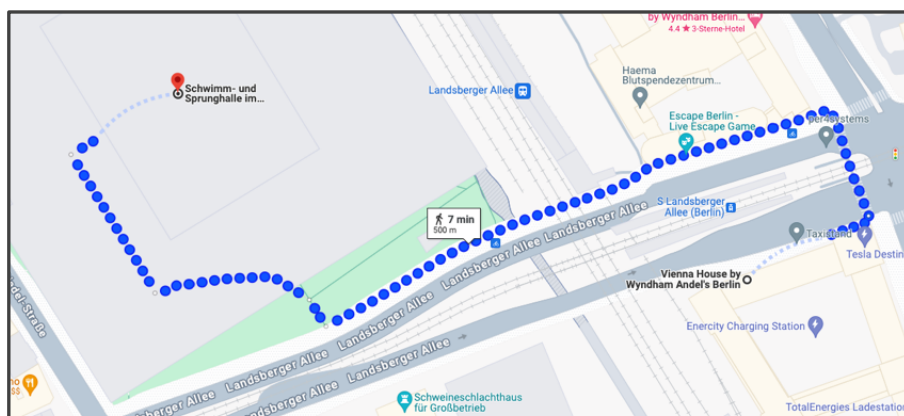 by Wyndham Berlin...
4.4 ★ 3-Sterne-Hotel
Schwimm- und
Sprunghalle im...
Landsberger Allee
Haema
Blutspendezentrum...
Escape Berlin -
Live Escape Game
per4systems
7 min
500 m
S Landsberger
Allee (Berlin)
Landsberger Allee Landsberger Allee Landsberger Allee Landsberger Allee Landsberger Allee
Taxistand
Tesla Destin
Vienna House by
Wyndham Andel's Berlin
Enercity Charging Station
Landsberger Allee Landsberger Allee
Schweineschlachthaus
für Großbetrieb
TotalEnergies Ladestation